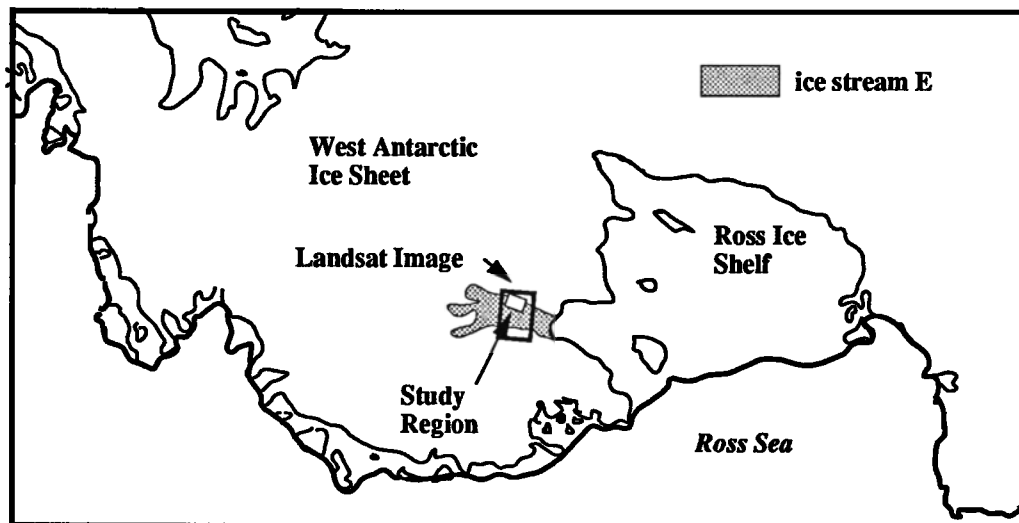 ice stream E
West Antarctic
Ice Sheet
Ross Ice
Shelf
Landsat Image
Study
Region
Ross Sea